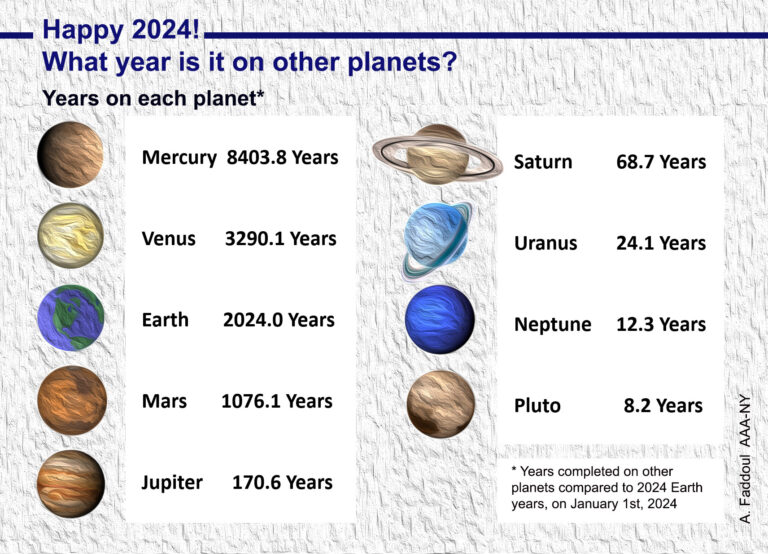 Happy 2024!
What year is it on other planets?
Years on each planet*
Mercury 8403.8 Years
Venus 3290.1 Years
Earth 2024.0 Years
Mars 1076.1 Years
Jupiter 170.6 Years
Saturn 68.7 Years
Uranus 24.1 Years
Neptune 12.3 Years
Pluto 8.2 Years
* Years completed on other
planets compared to 2024 Earth
years, on January 1st, 2024
A. Faddoul AAA-NY